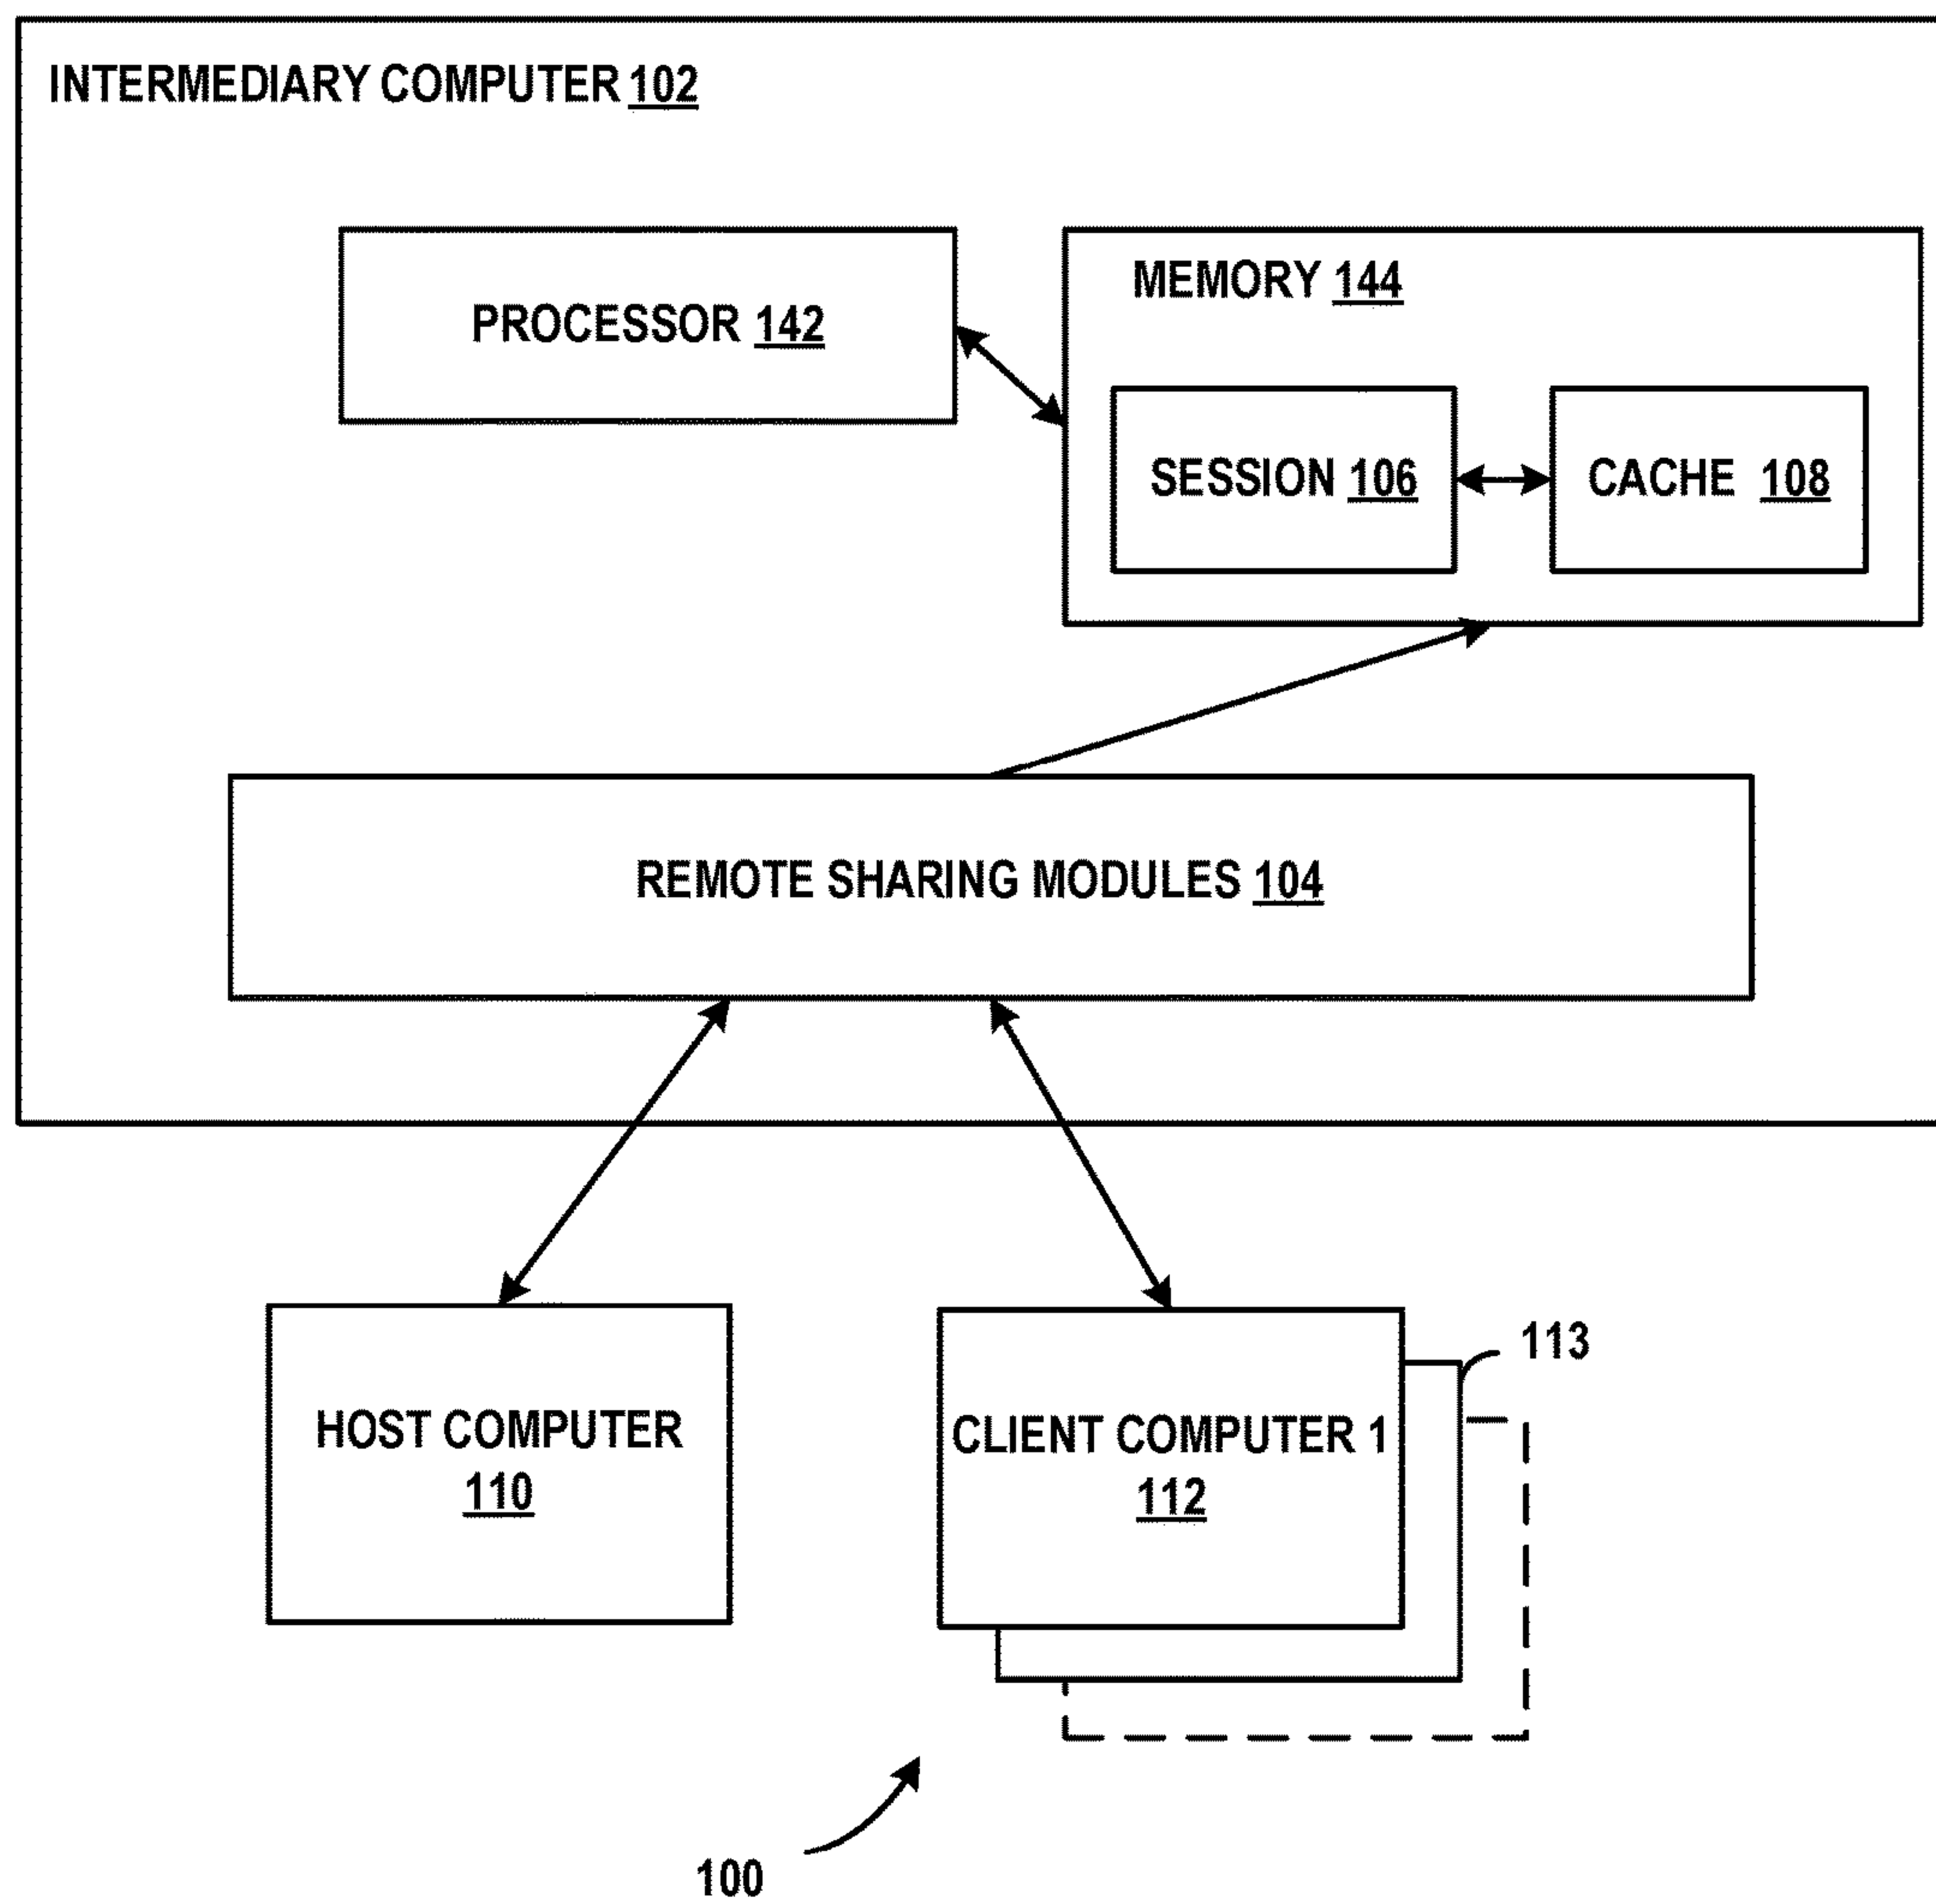 INTERMEDIARY COMPUTER 102
PROCESSOR 142
MEMORY 144
SESSION 106
CACHE 108
REMOTE SHARING MODULES 104
HOST COMPUTER
110
CLIENT COMPUTER 1
112
113
100